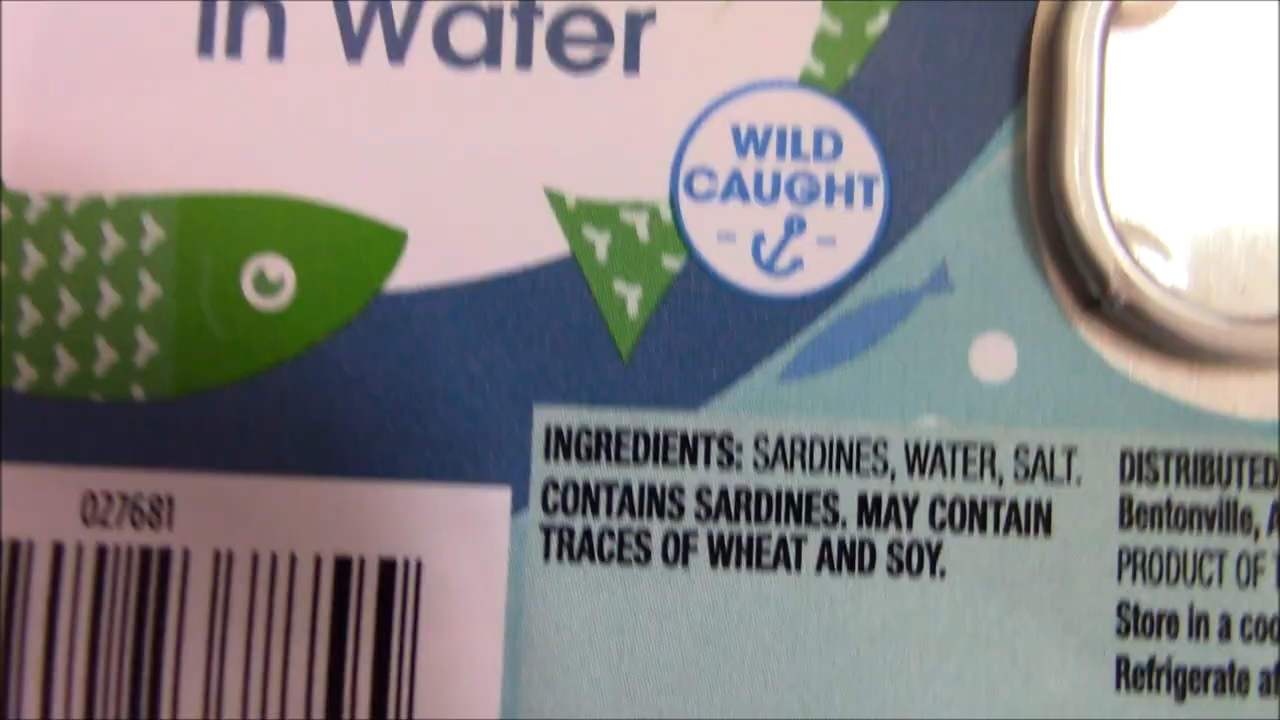 in Water
WILD
CAUGHT
027681
INGREDIENTS: SARDINES, WATER, SALT.
CONTAINS SARDINES. MAY CONTAIN
TRACES OF WHEAT AND SOY.
DISTRIBUTED
Bentonville,
PRODUCT OF
Store in a
Refrigerate